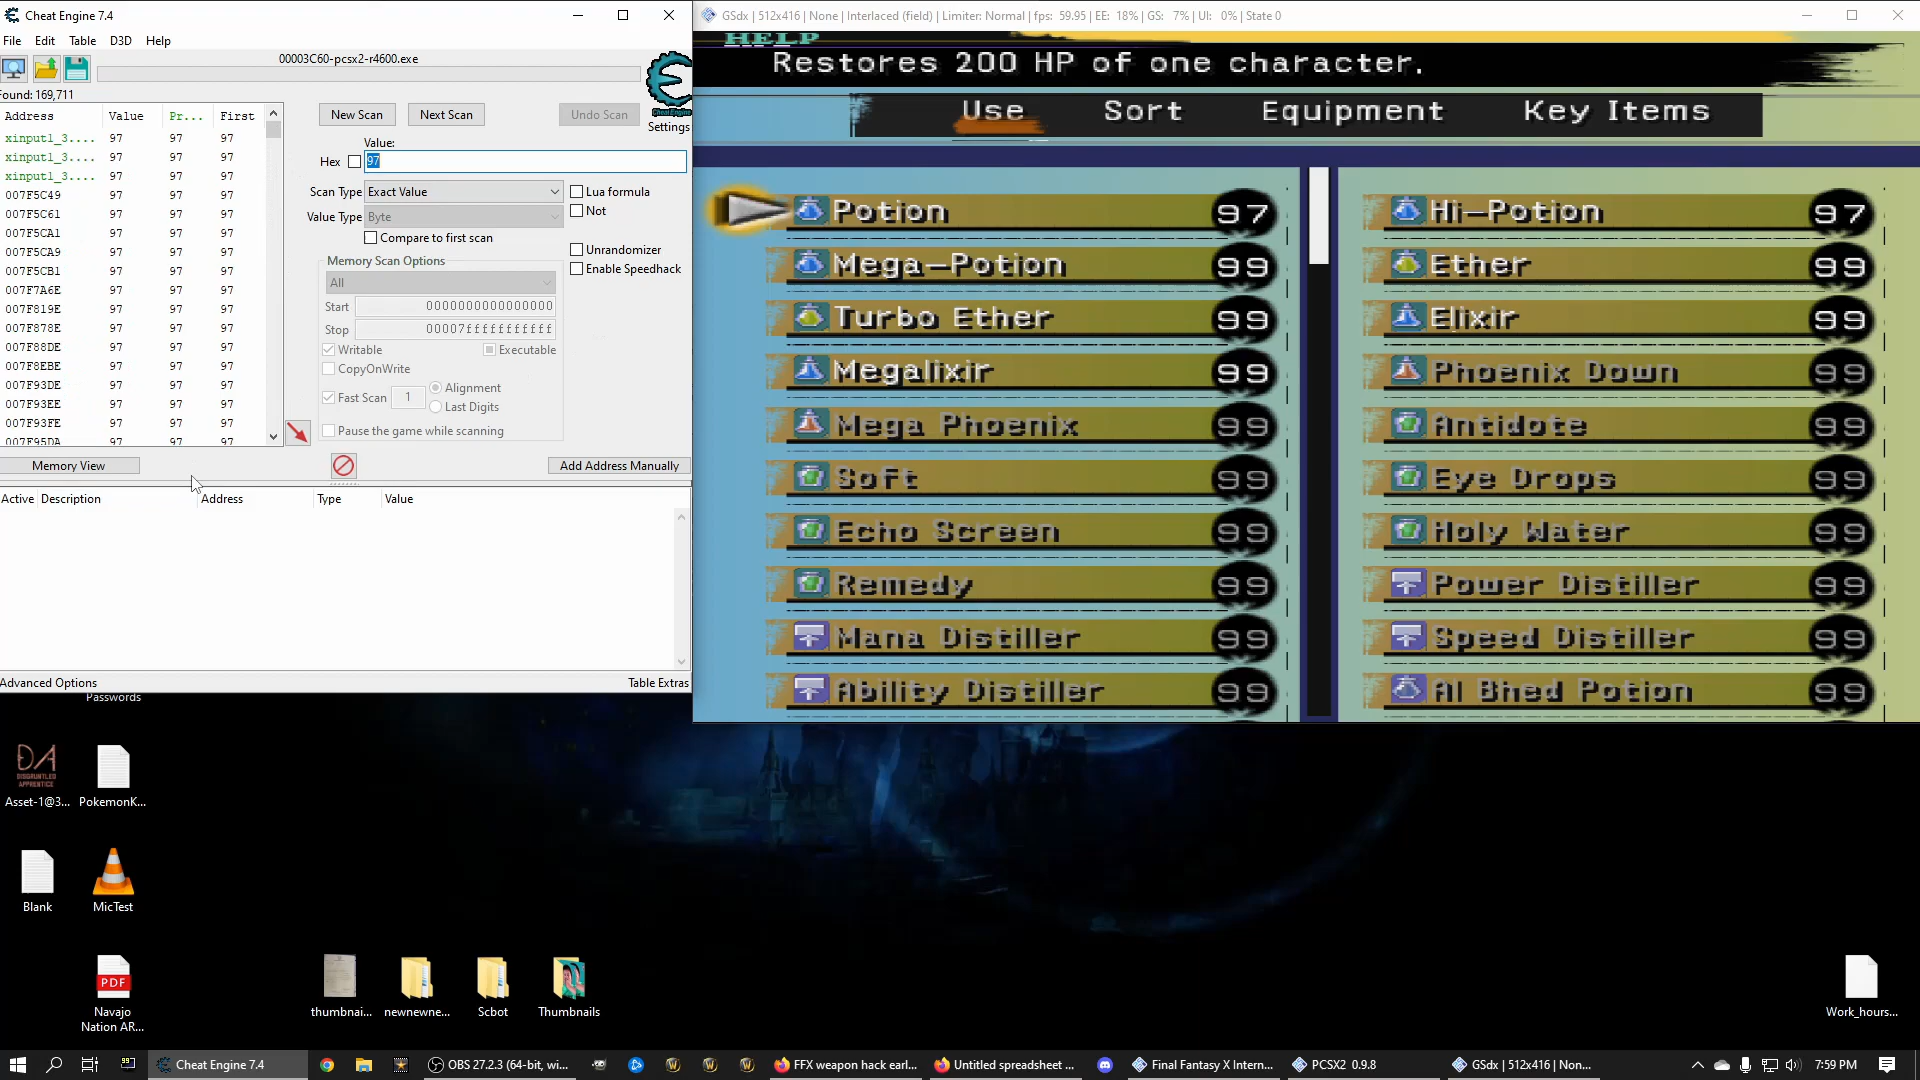 Cheat Engine 7.4
File Edit Table D3D Help
00003C60-pcsx2-r4600.exe
Found: 169,711
Address Value Pr... First
xinput1_3.... 97 97 97
xinput1_3.... 97 97 97
xinput1_3.... 97 97 97
007F5C49 97 97 97
007F5C61 97 97 97
007F5CA1 97 97 97
007F5CA9 97 97 97
007F5CB1 97 97 97
007F7A6E 97 97 97
007F819E 97 97 97
007F878E 97 97 97
007F88DE 97 97 97
007F8EBE 97 97 97
007F93DE 97 97 97
007F93EE 97 97 97
007F93FE 97 97 97
007F95DA 97 97 97
New Scan Next Scan Undo Scan
Cheat Engine
Settings
Value:
Hex 97
Scan Type Exact Value
Lua formula
Not
Value Type Byte
Compare to first scan
Unrandomizer
Enable Speedhack
Memory Scan Options
All
Start 0000000000000000
Stop 00007fffffffffff
Writable Executable
CopyOnWrite
Fast Scan 1 Alignment
Last Digits
Pause the game while scanning
Memory View Add Address Manually
Active Description Address Type Value
Advanced Options Table Extras
GSdx | 512x416 | None | Interlaced (field) | Limiter: Normal | fps: 59.95 | EE: 18% | GS: 7% | UI: 0% | State 0
HELP
Restores 200 HP of one character.
Use Sort Equipment Key Items
Potion 97 Hi-Potion 97
Mega-Potion 99 Ether 99
Turbo Ether 99 Elixir 99
Megalixir 99 Phoenix Down 99
Mega Phoenix 99 Antidote 99
Soft 99 Eye Drops 99
Echo Screen 99 Holy Water 99
Remedy 99 Power Distiller 99
Mana Distiller 99 Speed Distiller 99
Ability Distiller 99 Al Bhed Potion 99
Passwords
DA
DISGRUNTLED
APPRENTICE
Asset-1@3... PokemonK...
Blank MicTest
PDF
Navajo
Nation AR...
thumbnai... newnewne... Scbot Thumbnails
Work_hours...
Cheat Engine 7.4 OBS 27.2.3 (64-bit, wi... FFX weapon hack earl... Untitled spreadsheet ... Final Fantasy X Intern... PCSX2 0.9.8 GSdx | 512x416 | Non... 7:59 PM